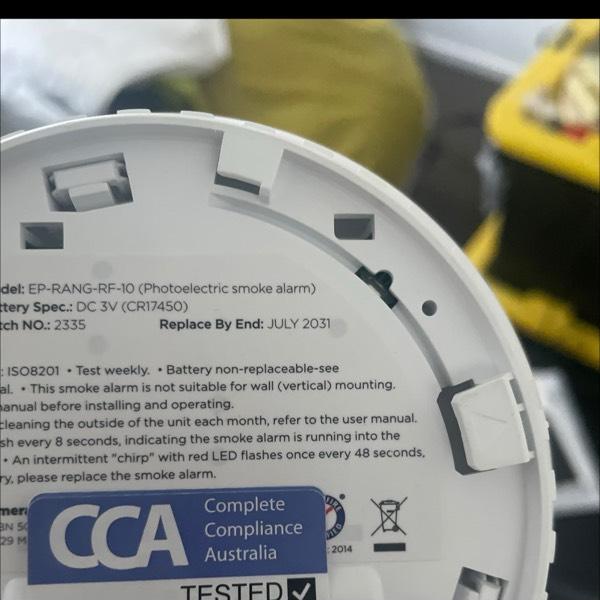 del: EP-RANG-RF-10 (Photoelectric smoke alarm)
ttery Spec.: DC 3V (CR17450)
tch NO.: 2335 Replace By End: JULY 2031
: ISO8201 • Test weekly. • Battery non-replaceable-see
al. • This smoke alarm is not suitable for wall (vertical) mounting.
anual before installing and operating.
cleaning the outside of the unit each month, refer to the user manual.
sh every 8 seconds, indicating the smoke alarm is running into the
• An intermittent "chirp" with red LED flashes once every 48 seconds,
ry, please replace the smoke alarm.
CCA
Complete
Compliance
Australia
TESTED
: 2014